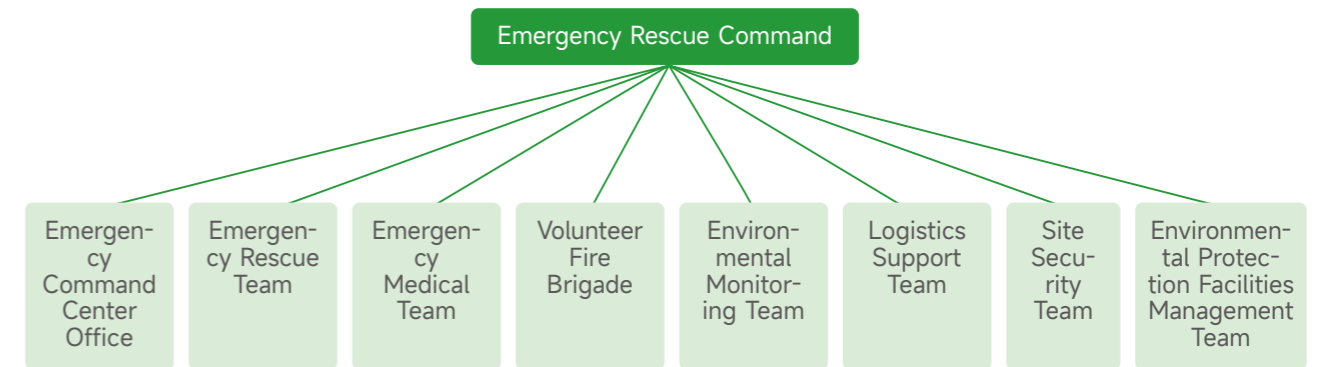 Emergency Rescue Command
Emergen-
cy
Command
Center
Office
Emergen-
cy Rescue
Team
Emergen-
cy
Medical
Team
Volunteer
Fire
Brigade
Environ-
mental
Monitor-
ing Team
Logistics
Support
Team
Site
Secu-
rity
Team
Environmen-
tal Protec-
tion Facilities
Management
Team